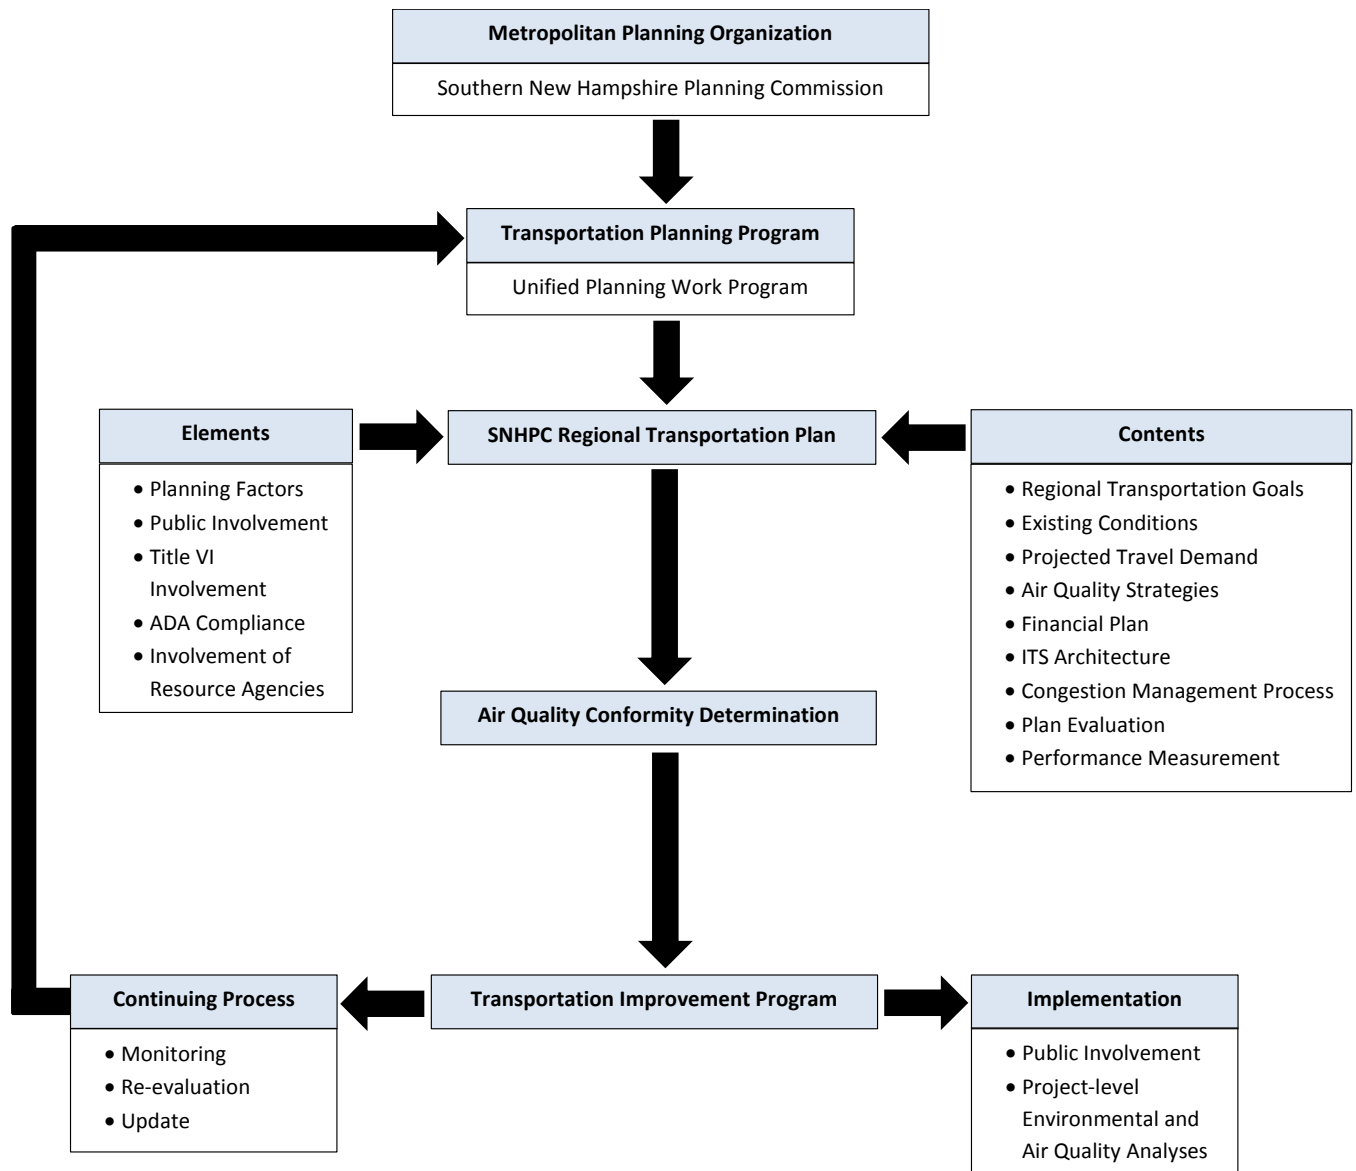 Metropolitan Planning Organization
Southern New Hampshire Planning Commission
Transportation Planning Program
Unified Planning Work Program
Elements
• Planning Factors
• Public Involvement
• Title VI
Involvement
• ADA Compliance
• Involvement of
Resource Agencies
SNHPC Regional Transportation Plan
Contents
• Regional Transportation Goals
• Existing Conditions
• Projected Travel Demand
• Air Quality Strategies
• Financial Plan
• ITS Architecture
• Congestion Management Process
• Plan Evaluation
• Performance Measurement
Air Quality Conformity Determination
Continuing Process
• Monitoring
• Re-evaluation
• Update
Transportation Improvement Program
Implementation
• Public Involvement
• Project-level
Environmental and
Air Quality Analyses